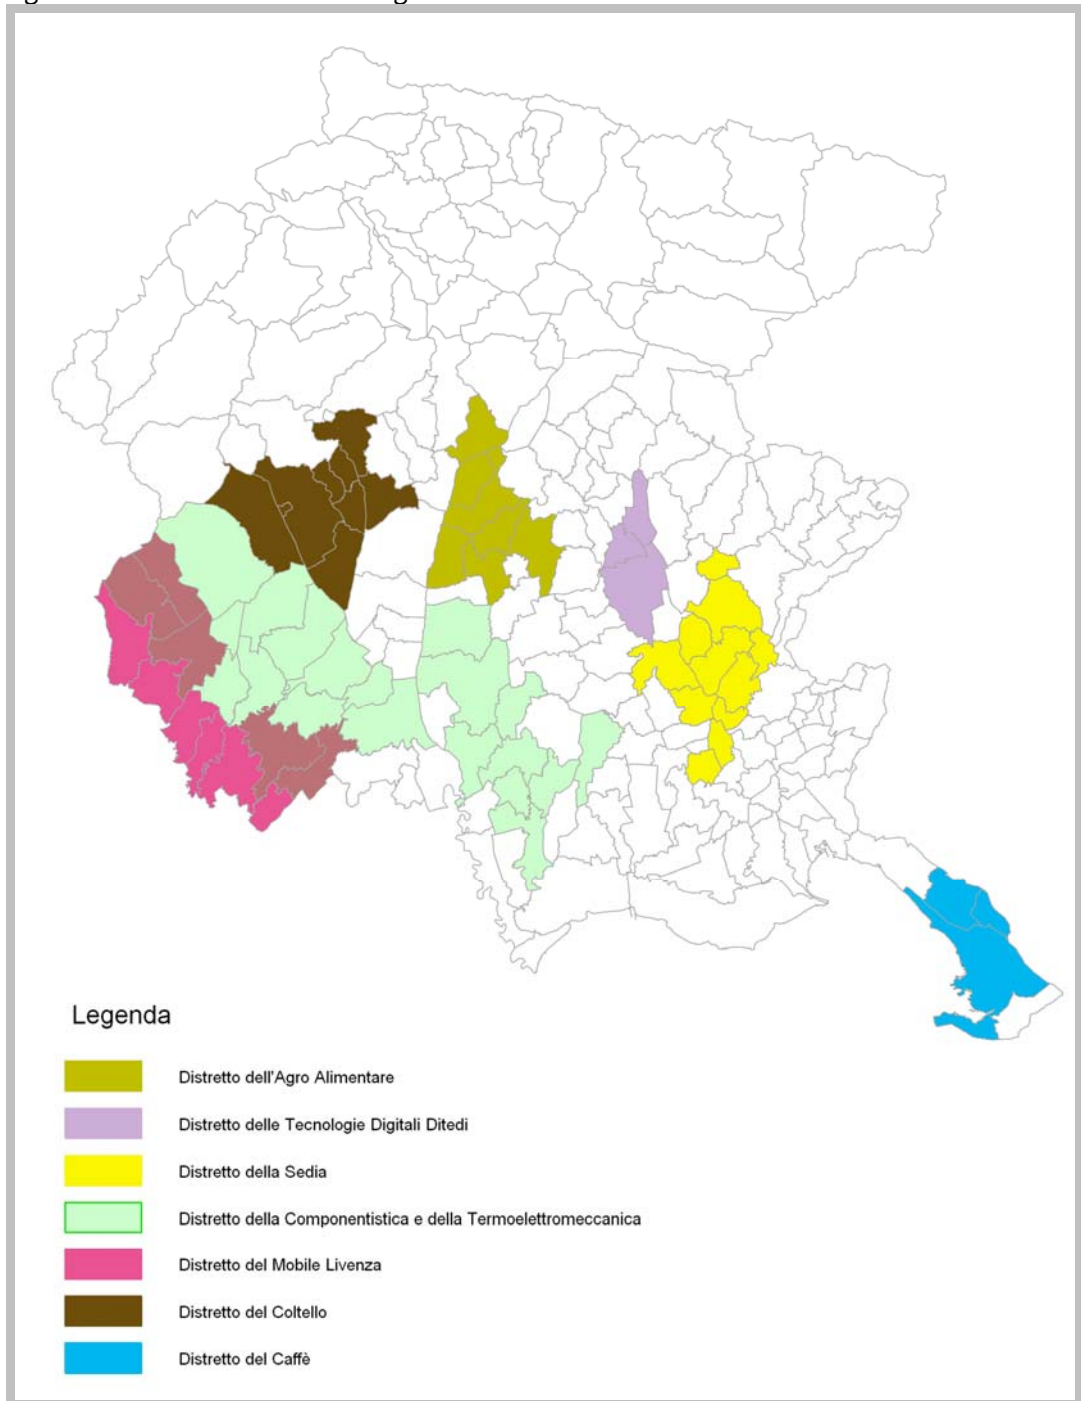 Legenda
Distretto dell'Agro Alimentare
Distretto delle Tecnologie Digitali Ditedi
Distretto della Sedia
Distretto della Componentistica e della Termoelettromeccanica
Distretto del Mobile Livenza
Distretto del Coltello
Distretto del Caffè